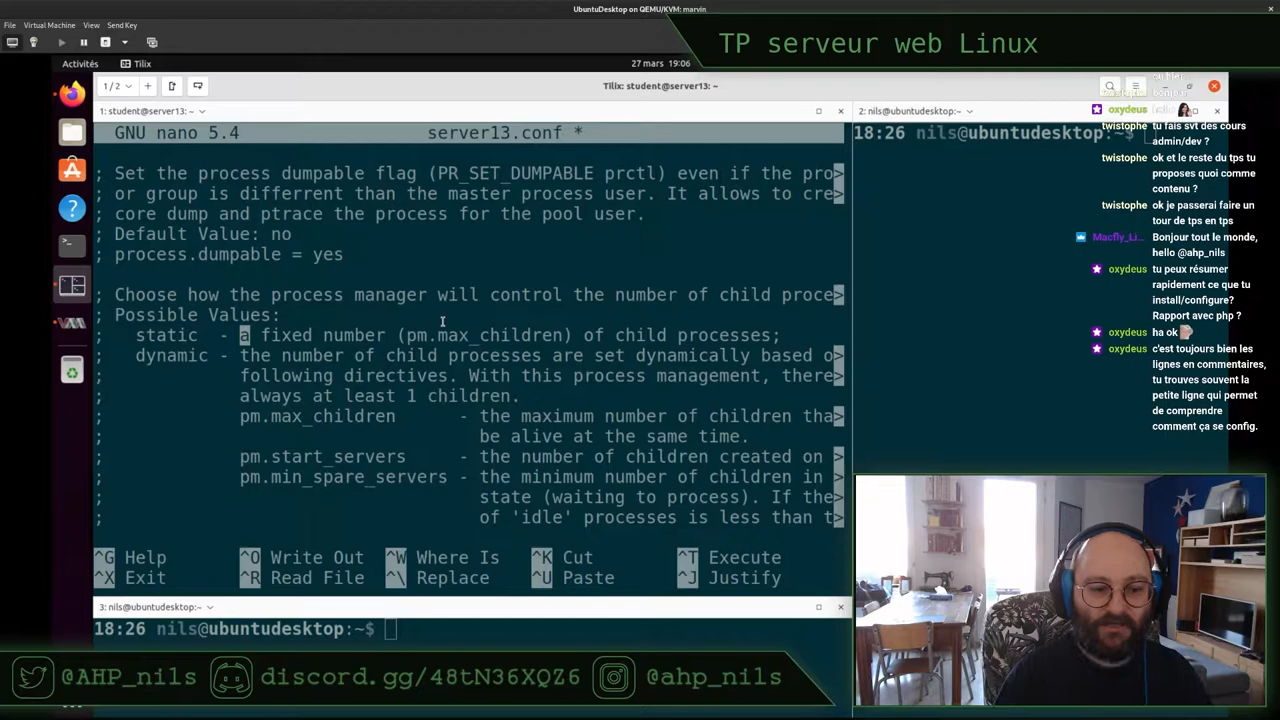 UbuntuDesktop on QEMU/KVM: marvin
File Virtual Machine View Send Key
TP serveur web Linux
Activités Tilix 27 mars 19:06
1 / 2 Tilix: student@server13: ~
1: student@server13: ~
2: nils@ubuntudesktop: ~
GNU nano 5.4 server13.conf *
; Set the process dumpable flag (PR_SET_DUMPABLE prctl) even if the pro>
; or group is differrent than the master process user. It allows to cre>
; core dump and ptrace the process for the pool user.
; Default Value: no
; process.dumpable = yes
; Choose how the process manager will control the number of child proce>
; Possible Values:
; static - a fixed number (pm.max_children) of child processes;
; dynamic - the number of child processes are set dynamically based o>
; following directives. With this process management, there>
; always at least 1 children.
; pm.max_children - the maximum number of children tha>
; be alive at the same time.
; pm.start_servers - the number of children created on >
; pm.min_spare_servers - the minimum number of children in >
; state (waiting to process). If the>
; of 'idle' processes is less than t>
^G Help ^O Write Out ^W Where Is ^K Cut ^T Execute
^X Exit ^R Read File ^\ Replace ^U Paste ^J Justify
3: nils@ubuntudesktop: ~
18:26 nils@ubuntudesktop:~$
18:26 nils@ubuntudesktop:~$
oxydeus
twistophe tu fais svt des cours
admin/dev ?
twistophe ok et le reste du tps tu
proposes quoi comme
contenu ?
twistophe ok je passerai faire un
tour de tps en tps
Macfly_Li... Bonjour tout le monde,
hello @ahp_nils
oxydeus tu peux résumer
rapidement ce que tu
install/configure?
Rapport avec php ?
oxydeus ha ok
oxydeus c'est toujours bien les
lignes en commentaires,
tu trouves souvent la
petite ligne qui permet
de comprendre
comment ça se config.
@AHP_nils discord.gg/48tN36XQZ6 @ahp_nils